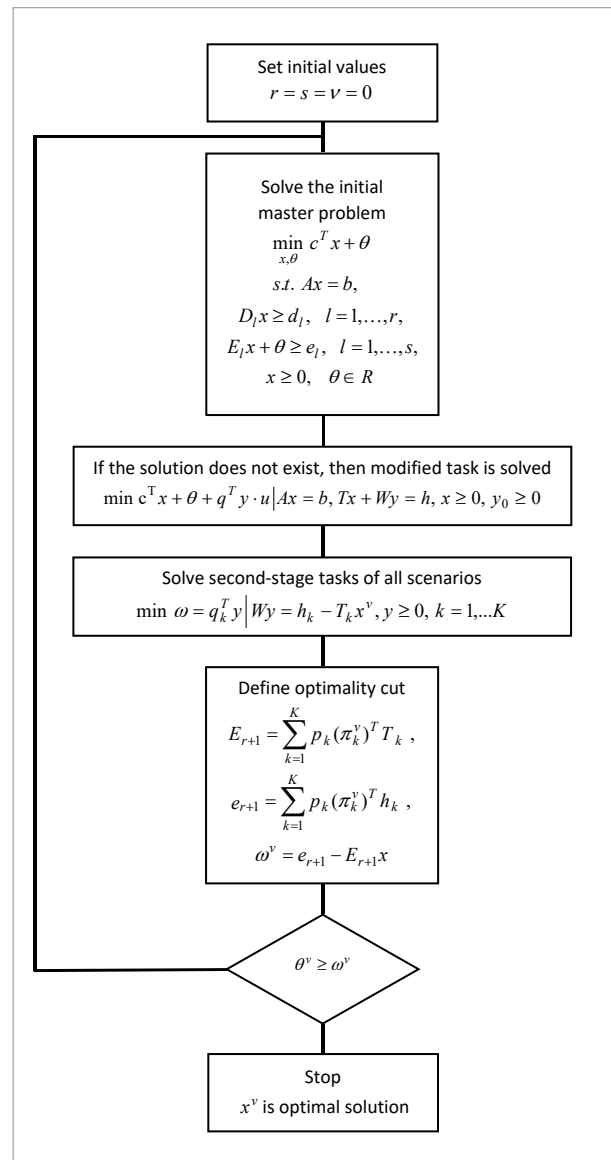 Set initial values
r = s = ν = 0
Solve the initial
master problem
min c^T x + θ
x,θ
s.t. Ax = b,
D_l x ≥ d_l, l = 1,…,r,
E_l x + θ ≥ e_l, l = 1,…,s,
x ≥ 0, θ ∈ R
If the solution does not exist, then modified task is solved
min c^T x + θ + q^T y · u | Ax = b, Tx + Wy = h, x ≥ 0, y_0 ≥ 0
Solve second-stage tasks of all scenarios
min ω = q_k^T y | Wy = h_k − T_k x^ν, y ≥ 0, k = 1,...K
Define optimality cut
E_{r+1} = ∑_{k=1}^{K} p_k (π_k^ν)^T T_k ,
e_{r+1} = ∑_{k=1}^{K} p_k (π_k^ν)^T h_k ,
ω^ν = e_{r+1} − E_{r+1} x
θ^ν ≥ ω^ν
Stop
x^ν is optimal solution